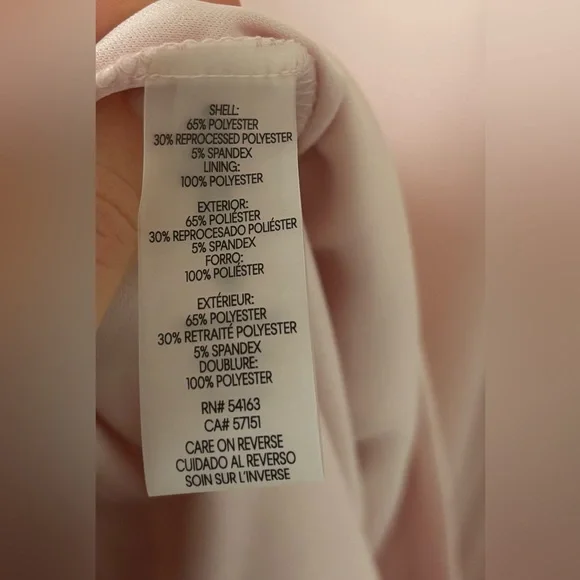 SHELL:
65% POLYESTER
30% REPROCESSED POLYESTER
5% SPANDEX
LINING:
100% POLYESTER
EXTERIOR:
65% POLIÉSTER
30% REPROCESADO POLIÉSTER
5% SPANDEX
FORRO:
100% POLIÉSTER
EXTÉRIEUR:
65% POLYESTER
30% RETRAITÉ POLYESTER
5% SPANDEX
DOUBLURE:
100% POLYESTER
RN# 54163
CA# 57151
CARE ON REVERSE
CUIDADO AL REVERSO
SOIN SUR L'INVERSE